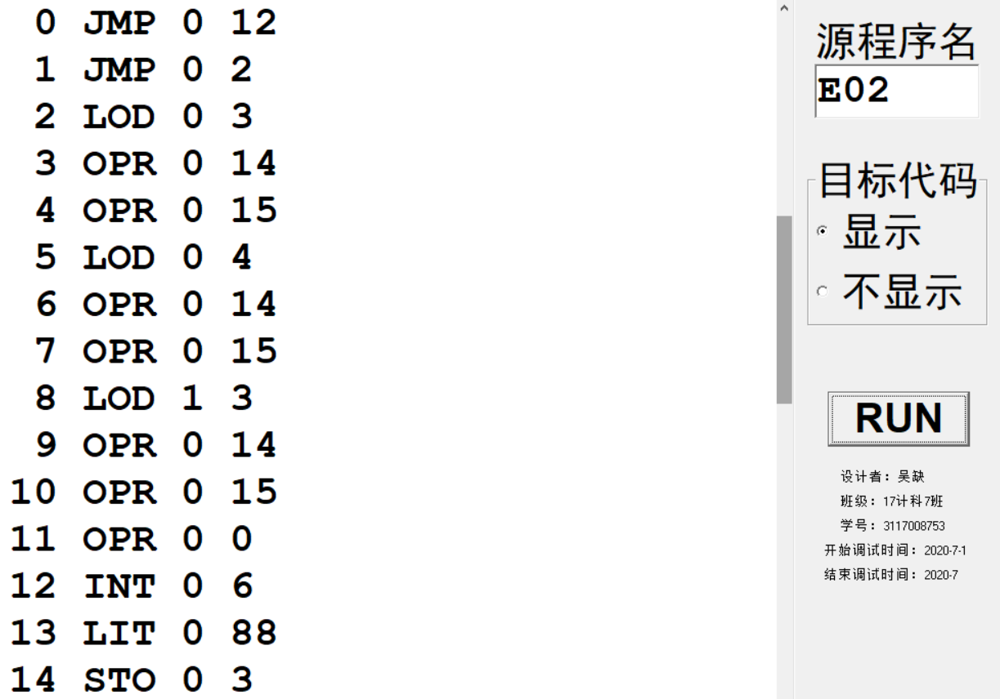 0 JMP 0 12
1 JMP 0 2
2 LOD 0 3
3 OPR 0 14
4 OPR 0 15
5 LOD 0 4
6 OPR 0 14
7 OPR 0 15
8 LOD 1 3
9 OPR 0 14
10 OPR 0 15
11 OPR 0 0
12 INT 0 6
13 LIT 0 88
14 STO 0 3
源程序名
E02
目标代码
显示
不显示
RUN
设计者：吴缺
班级：17计科7班
学号：3117008753
开始调试时间：2020-7-1
结束调试时间：2020-7